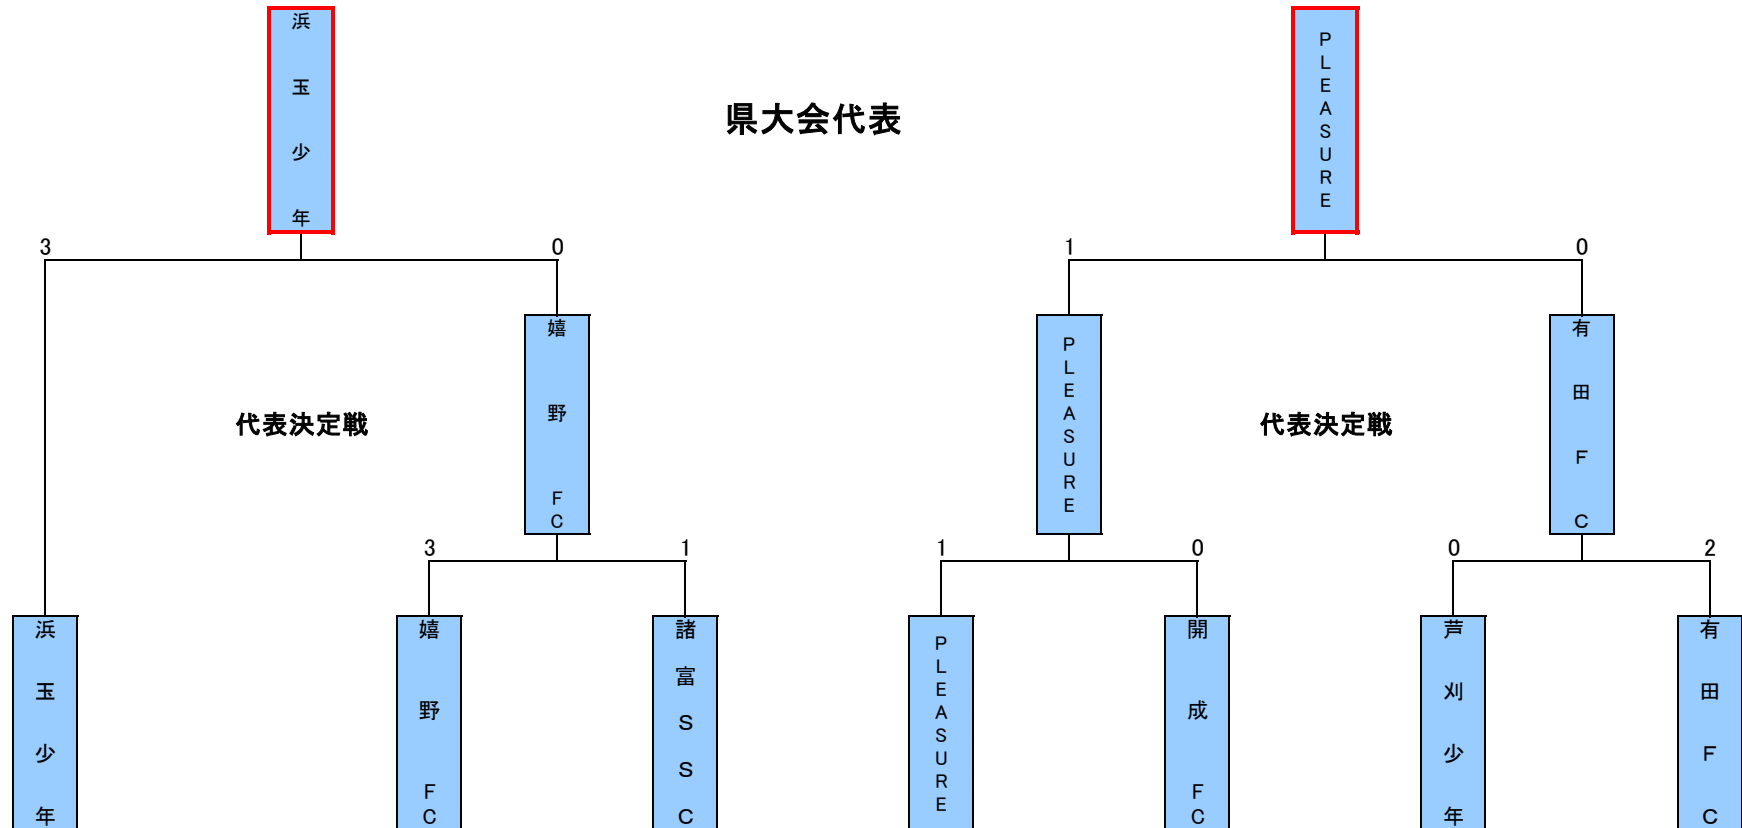 浜玉少年
PLEASURE
県大会代表
3
0
1
0
嬉野FC
PLEASURE
有田FC
代表決定戦
代表決定戦
3
1
1
0
0
2
浜玉少年
嬉野FC
諸富SSC
PLEASURE
開成FC
芦刈少年
有田FC